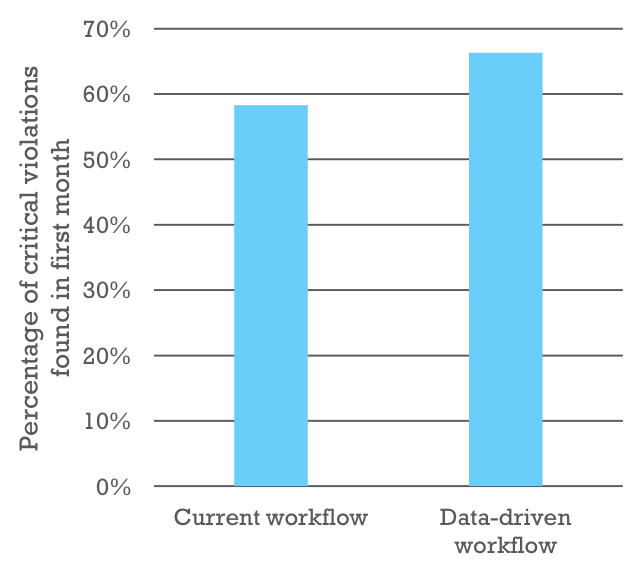 Percentage of critical violations
found in first month
70%
60%
50%
40%
30%
20%
10%
0%
Current workflow
Data-driven
workflow